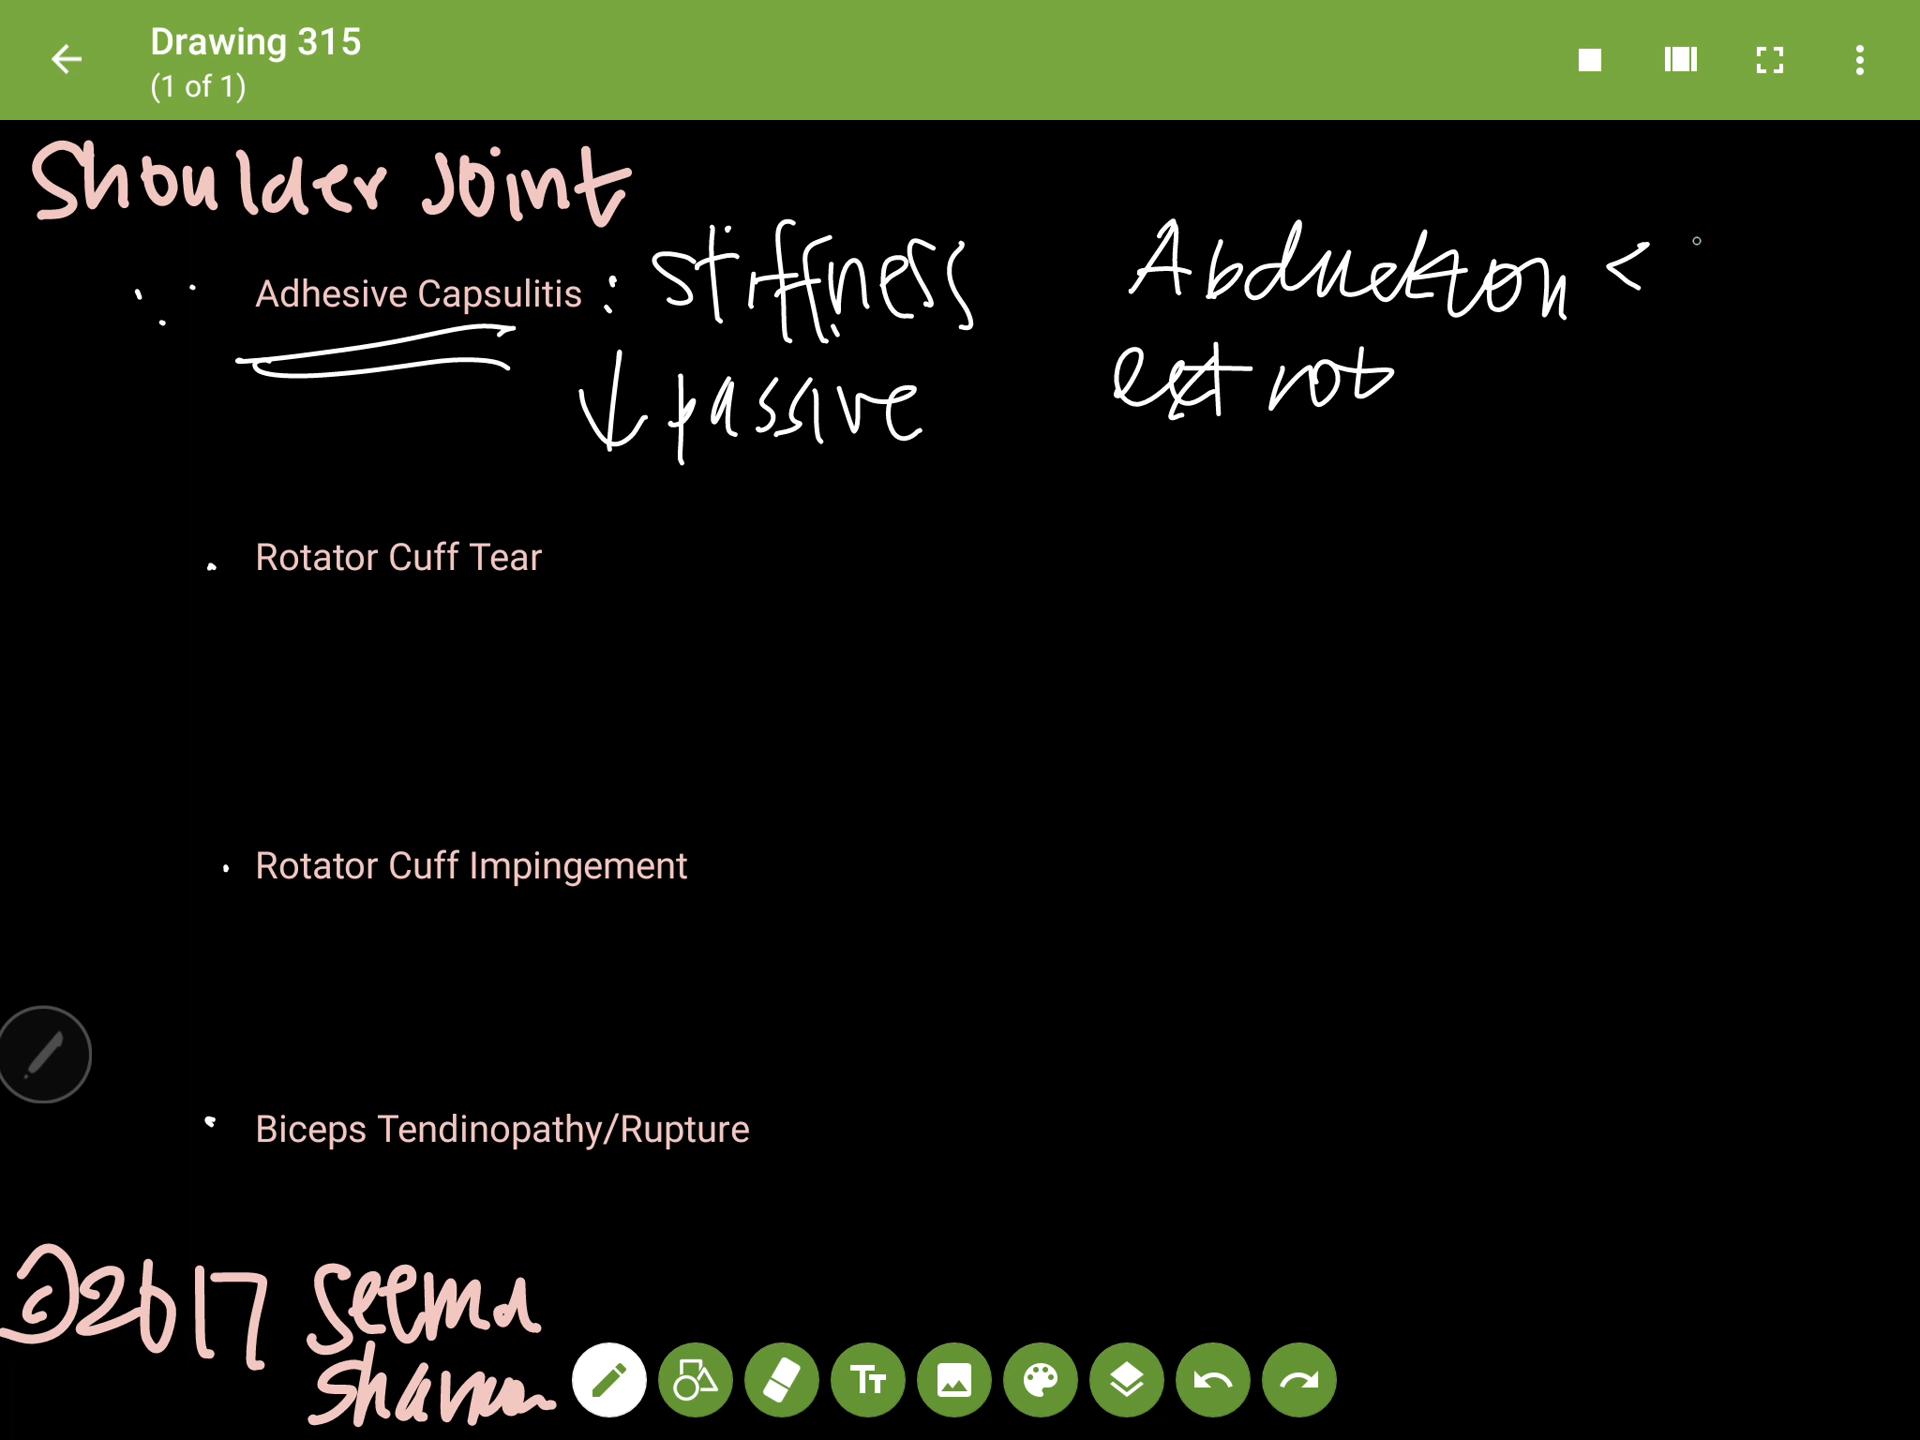 Drawing 315
(1 of 1)
Shoulder Joint
Adhesive Capsulitis : Stiffness
↓ passive
Abduction <
ext rot
Rotator Cuff Tear
Rotator Cuff Impingement
Biceps Tendinopathy/Rupture
©2017 Seema
Tt